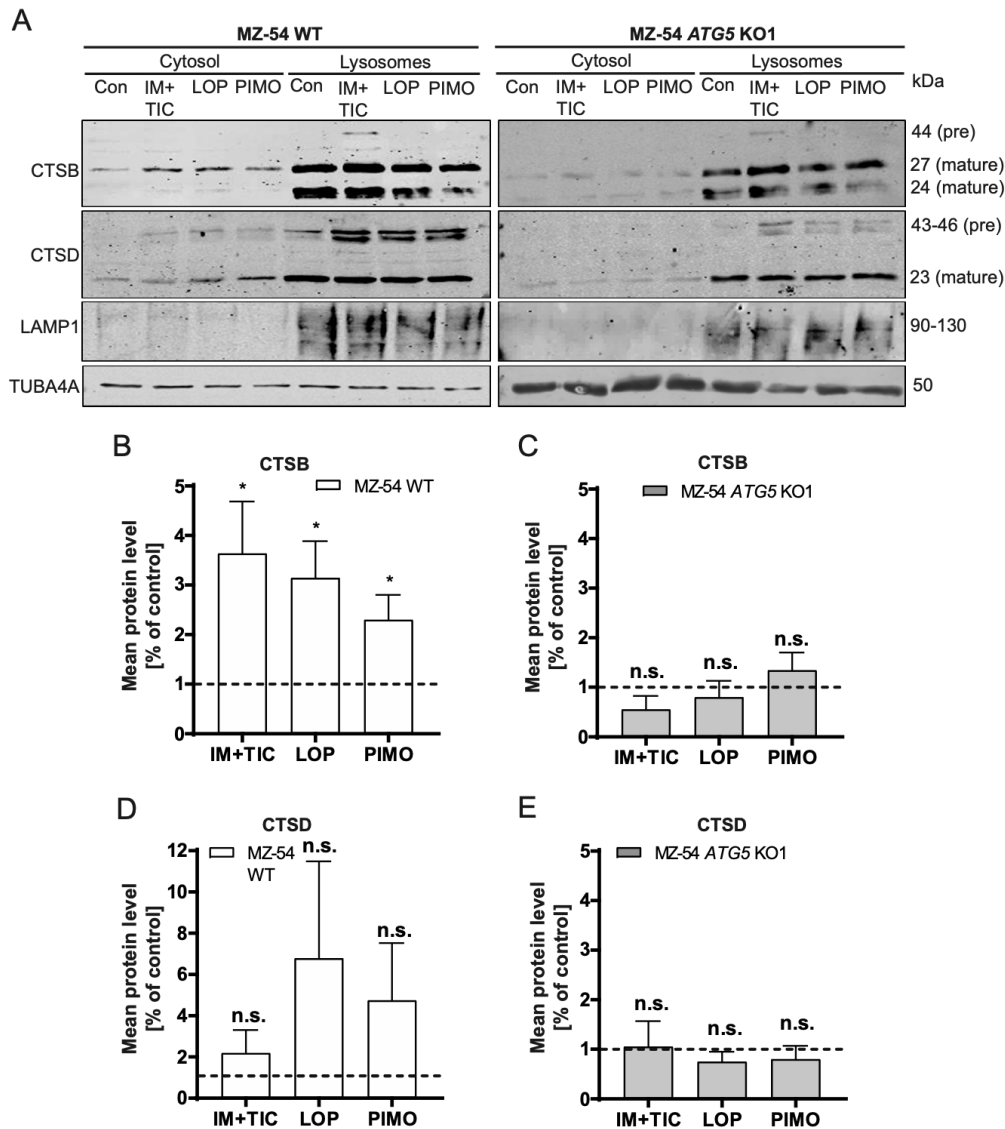 A
MZ-54 WT
MZ-54 ATG5 KO1
Cytosol Lysosomes
Cytosol Lysosomes
kDa
Con IM+ TIC LOP PIMO Con IM+ TIC LOP PIMO
Con IM+ TIC LOP PIMO Con IM+ TIC LOP PIMO
CTSB
44 (pre)
27 (mature)
24 (mature)
CTSD
43-46 (pre)
23 (mature)
LAMP1
90-130
TUBA4A
50
B
CTSB
MZ-54 WT
Mean protein level
[% of control]
5
4
3
2
1
0
* * *
IM+TIC LOP PIMO
C
CTSB
MZ-54 ATG5 KO1
Mean protein level
[% of control]
5
4
3
2
1
0
n.s. n.s. n.s.
IM+TIC LOP PIMO
D
CTSD
MZ-54
WT
Mean protein level
[% of control]
12
10
8
6
4
2
0
n.s. n.s. n.s.
IM+TIC LOP PIMO
E
CTSD
MZ-54 ATG5 KO1
Mean protein level
[% of control]
5
4
3
2
1
0
n.s. n.s. n.s.
IM+TIC LOP PIMO